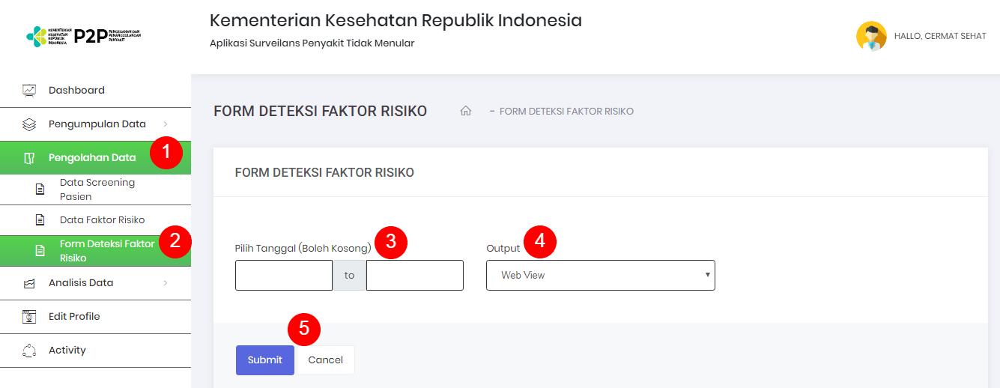 KEMENTERIAN
KESEHATAN
REPUBLIK
INDONESIA
P2P
PENCEGAHAN DAN
PENANGGULANGAN
PENYAKIT
Kementerian Kesehatan Republik Indonesia
Aplikasi Surveilans Penyakit Tidak Menular
HALLO, CERMAT SEHAT
Dashboard
Pengumpulan Data
Pengolahan Data
1
Data Screening
Pasien
Data Faktor Risiko
Form Deteksi Faktor
Risiko
2
Analisis Data
Edit Profile
Activity
FORM DETEKSI FAKTOR RISIKO
- FORM DETEKSI FAKTOR RISIKO
FORM DETEKSI FAKTOR RISIKO
Pilih Tanggal (Boleh Kosong)
3
to
Output
4
Web View
5
Submit
Cancel